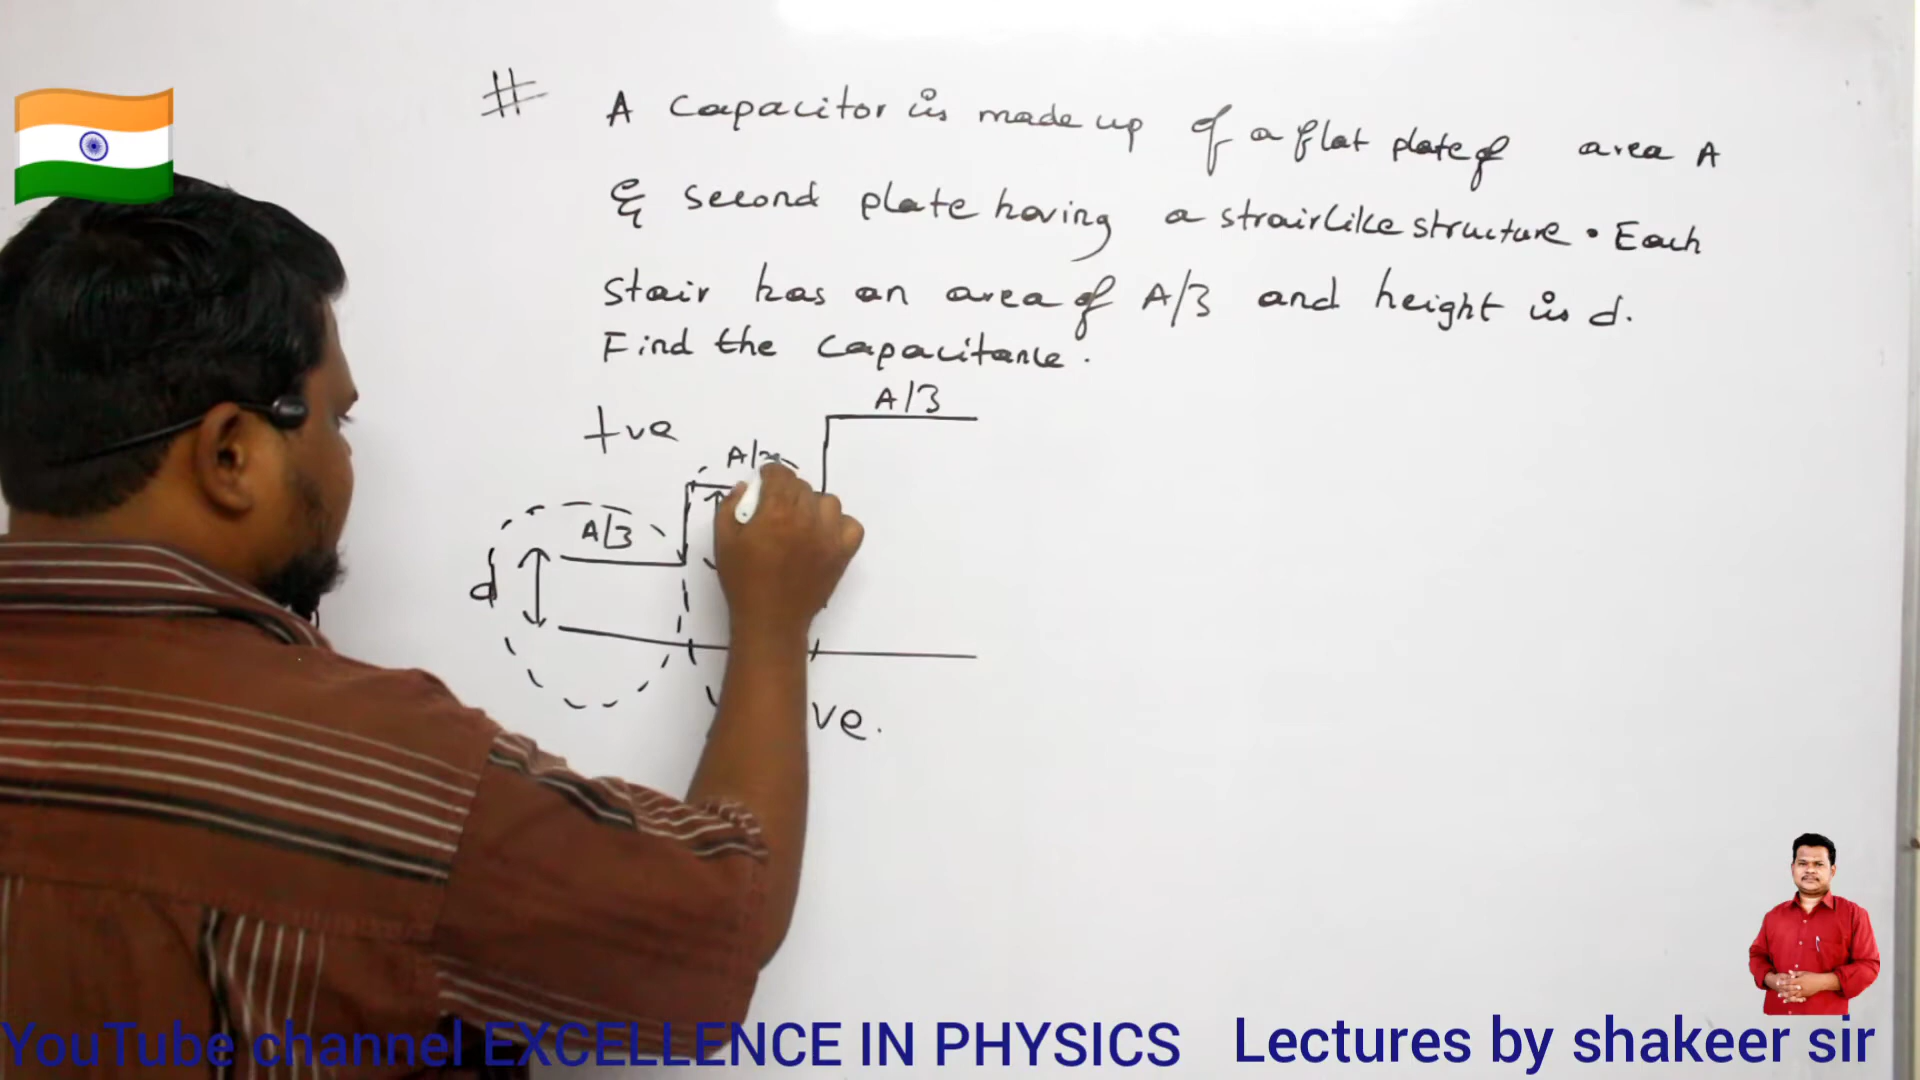 # A capacitor is made up of a flat plate of area A
& second plate having a strairlike structure. Each
stair has an area of A/3 and height is d.
Find the capacitance.
A/3
+ve
A/3
d
ve.
YouTube channel EXCELLENCE IN PHYSICS Lectures by shakeer sir